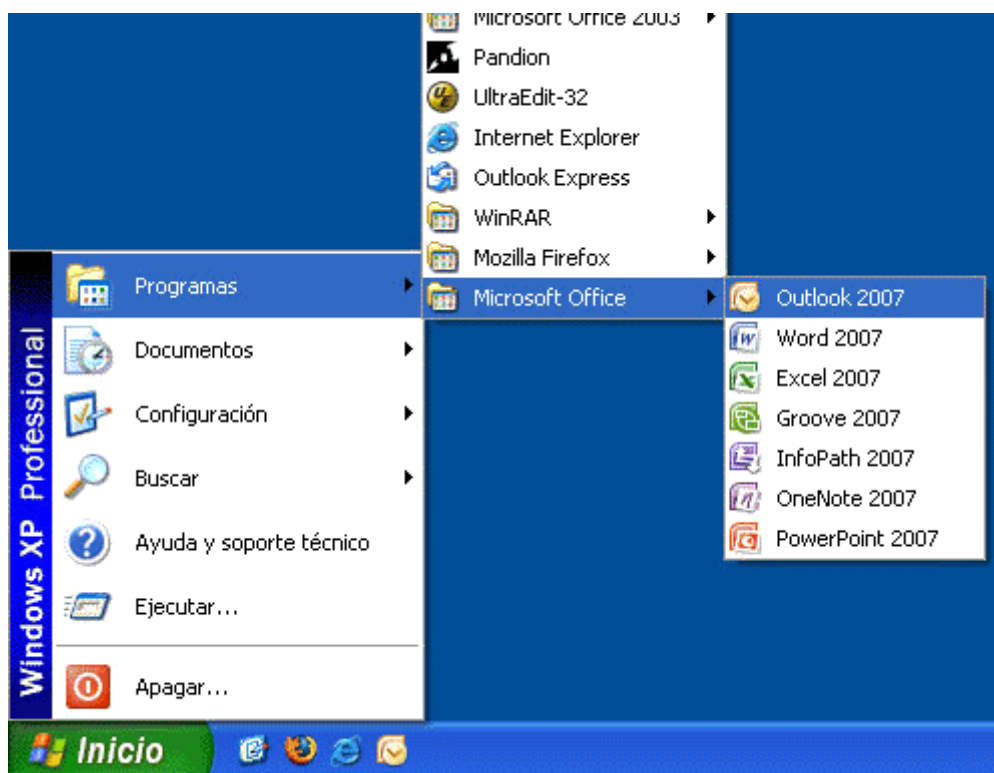 Microsoft Office 2003
Pandion
UltraEdit-32
Internet Explorer
Outlook Express
WinRAR
Mozilla Firefox
Microsoft Office
Programas
Documentos
Configuración
Buscar
Ayuda y soporte técnico
Ejecutar...
Apagar...
Windows XP Professional
Outlook 2007
Word 2007
Excel 2007
Groove 2007
InfoPath 2007
OneNote 2007
PowerPoint 2007
Inicio